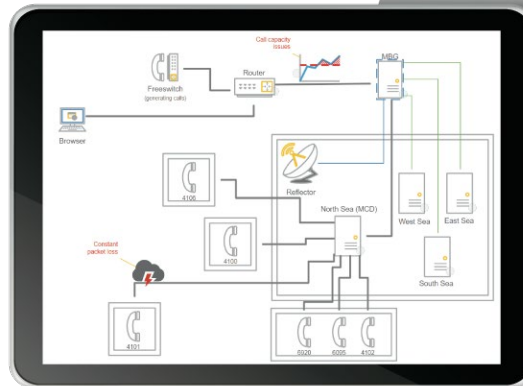 Call capacity
issues
MBG
Router
Freeswitch
(generating calls)
Browser
Reflector
4106
North Sea (MCD)
West Sea
East Sea
4100
South Sea
Constant
packet loss
4101
6920
6095
4102